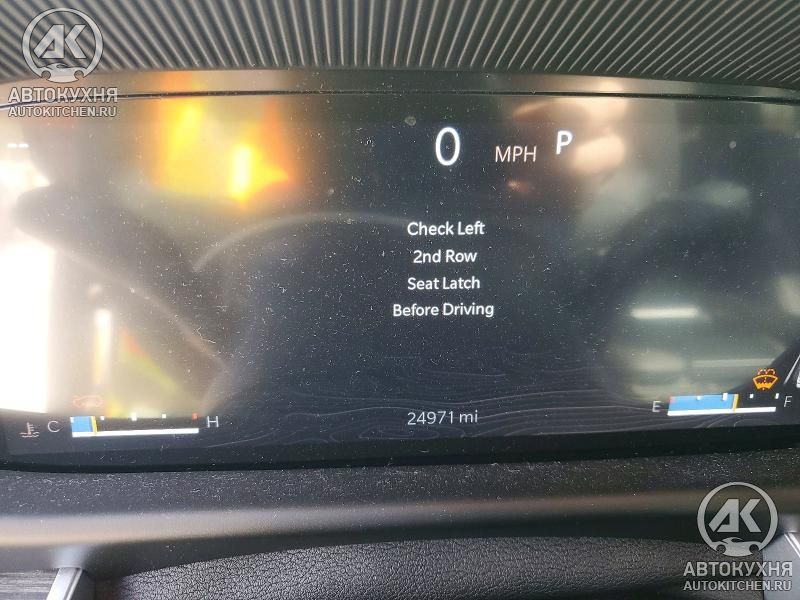 АК
АВТОКУХНЯ
AUTOKITCHEN.RU
0 MPH P
Check Left
2nd Row
Seat Latch
Before Driving
C H
24971 mi
E F
АК
АВТОКУХНЯ
AUTOKITCHEN.RU